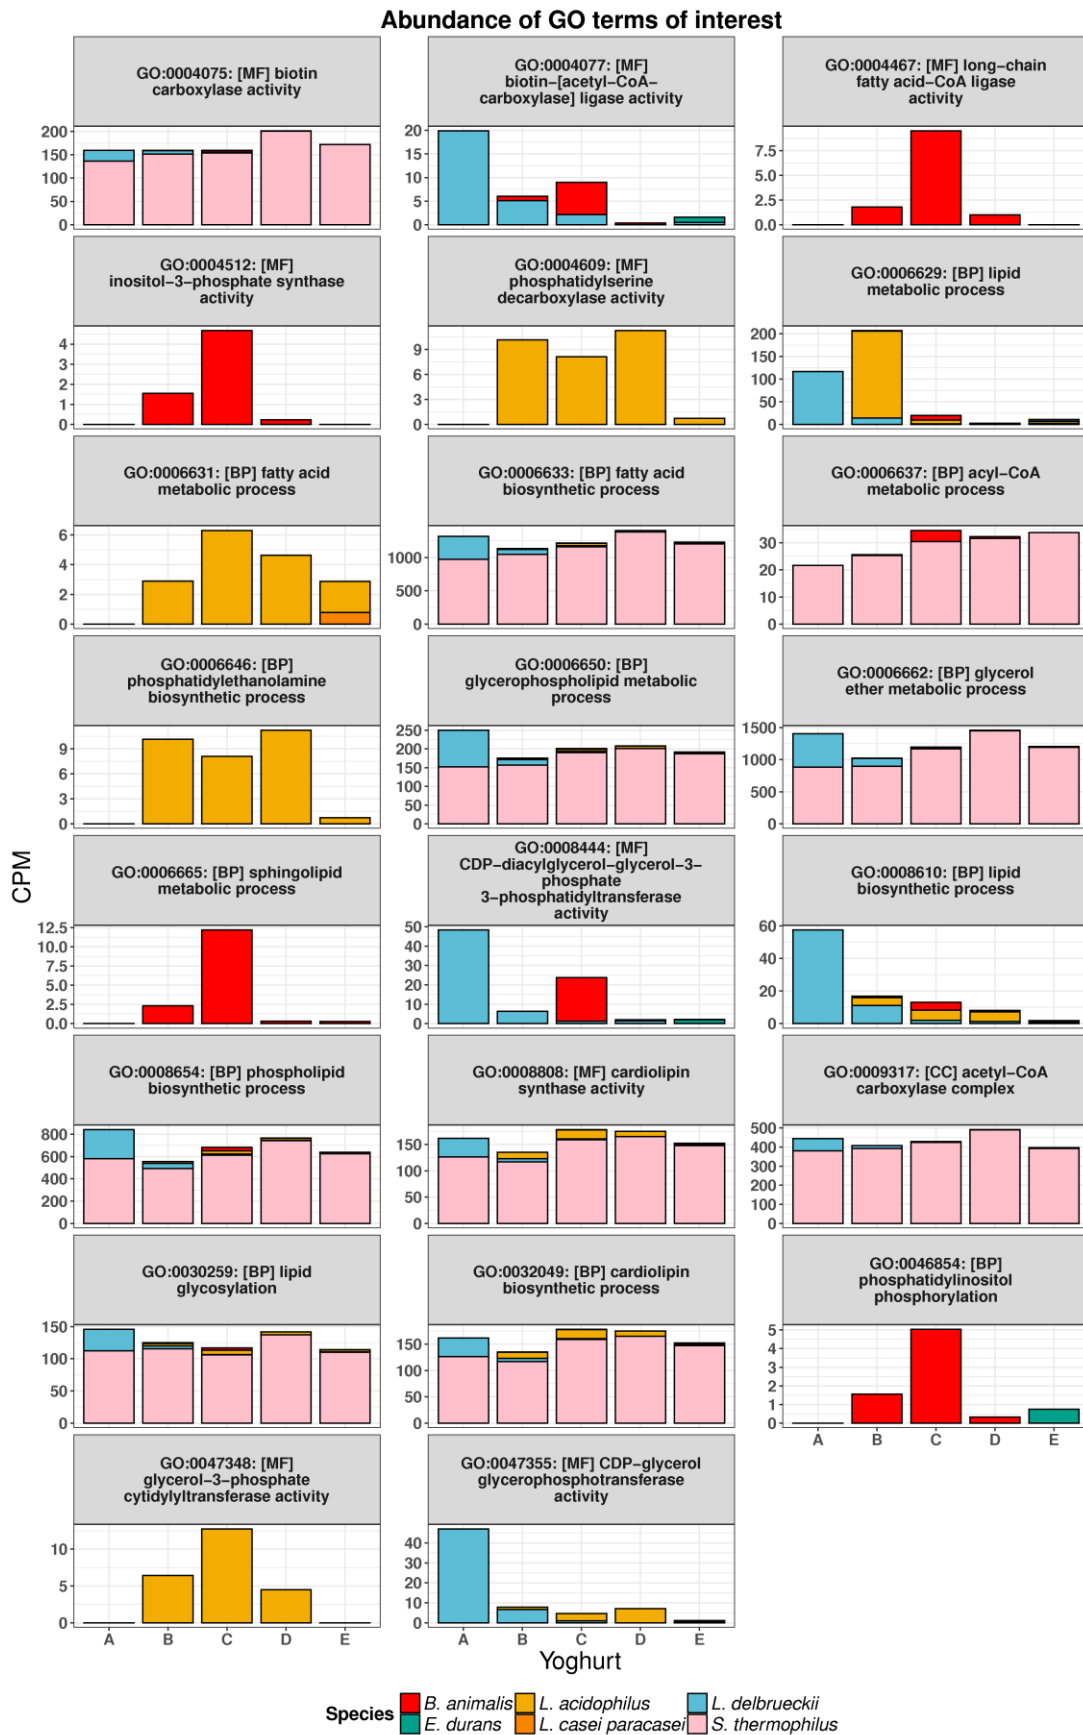 Abundance of GO terms of interest
GO:0004075: [MF] biotin
carboxylase activity
GO:0004077: [MF]
biotin−[acetyl−CoA−
carboxylase] ligase activity
GO:0004467: [MF] long−chain
fatty acid−CoA ligase
activity
200
150
100
50
0
20
15
10
5
0
7.5
5.0
2.5
0.0
GO:0004512: [MF]
inositol−3−phosphate synthase
activity
GO:0004609: [MF]
phosphatidylserine
decarboxylase activity
GO:0006629: [BP] lipid
metabolic process
4
3
2
1
0
9
6
3
0
200
150
100
50
0
GO:0006631: [BP] fatty acid
metabolic process
GO:0006633: [BP] fatty acid
biosynthetic process
GO:0006637: [BP] acyl−CoA
metabolic process
6
4
2
0
1000
500
0
30
20
10
0
GO:0006646: [BP]
phosphatidylethanolamine
biosynthetic process
GO:0006650: [BP]
glycerophospholipid metabolic
process
GO:0006662: [BP] glycerol
ether metabolic process
9
6
3
0
250
200
150
100
50
0
1500
1000
500
0
CPM
GO:0006665: [BP] sphingolipid
metabolic process
GO:0008444: [MF]
CDP−diacylglycerol−glycerol−3−
phosphate
3−phosphatidyltransferase
activity
GO:0008610: [BP] lipid
biosynthetic process
12.5
10.0
7.5
5.0
2.5
0.0
50
40
30
20
10
0
60
40
20
0
GO:0008654: [BP] phospholipid
biosynthetic process
GO:0008808: [MF] cardiolipin
synthase activity
GO:0009317: [CC] acetyl−CoA
carboxylase complex
800
600
400
200
0
150
100
50
0
500
400
300
200
100
0
GO:0030259: [BP] lipid
glycosylation
GO:0032049: [BP] cardiolipin
biosynthetic process
GO:0046854: [BP]
phosphatidylinositol
phosphorylation
150
100
50
0
150
100
50
0
5
4
3
2
1
0
A B C D E
GO:0047348: [MF]
glycerol−3−phosphate
cytidylyltransferase activity
GO:0047355: [MF] CDP−glycerol
glycerophosphotransferase
activity
10
5
0
40
30
20
10
0
A B C D E
A B C D E
Yoghurt
Species
B. animalis L. acidophilus L. delbrueckii
E. durans L. casei paracasei S. thermophilus